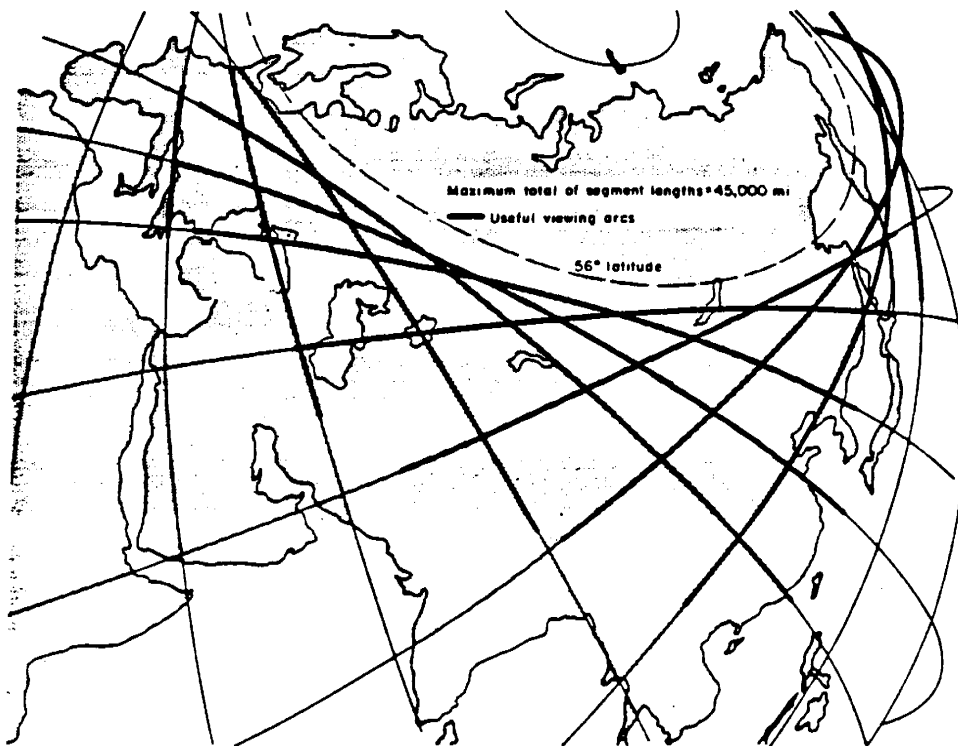 Maximum total of segment lengths=45,000 mi
Useful viewing arcs
56° latitude